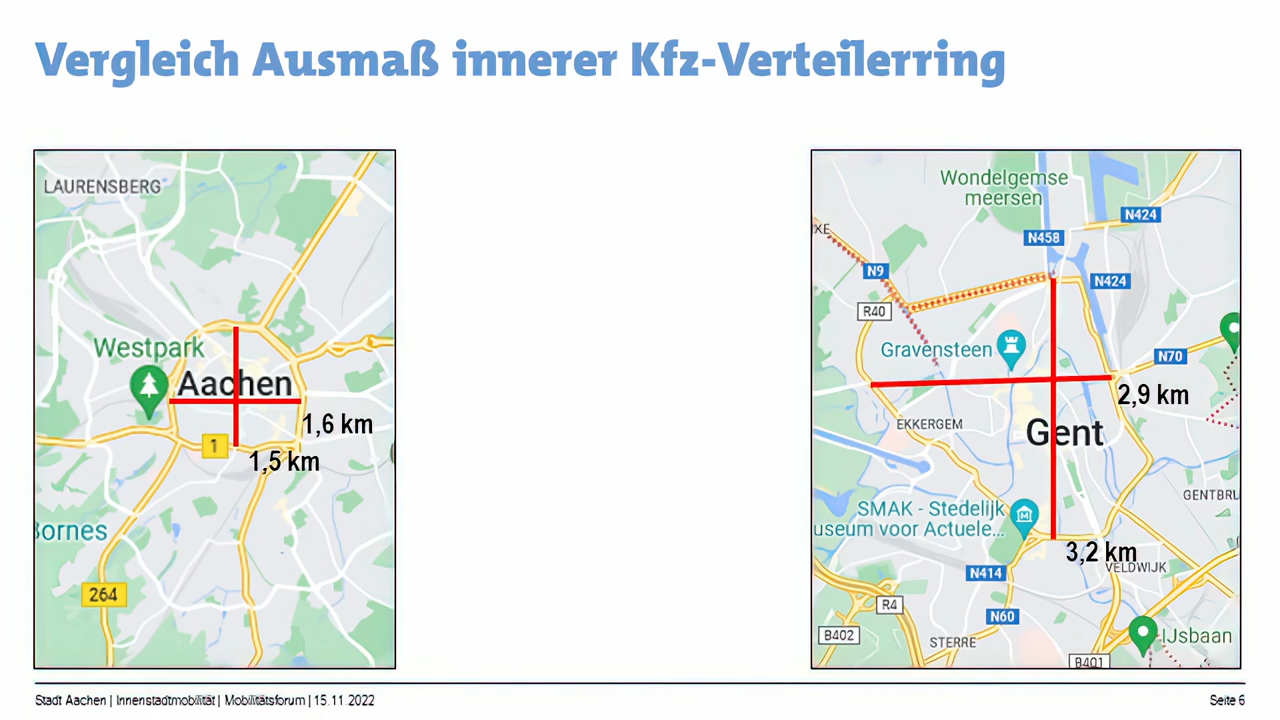 Vergleich Ausmaß innerer Kfz-Verteilerring
LAURENSBERG
Westpark
Aachen
1,6 km
1
1,5 km
Bornes
264
Wondelgemse
meersen
N424
KE
N458
N9
N424
R40
Gravensteen
N70
2,9 km
EKKERGEM
Gent
GENTBRU
SMAK - Stedelijk
useum voor Actuele...
3,2 km
VELDWIJK
N414
R4
N60
B402
STERRE
IJsbaan
B401
Stadt Aachen | Innenstadtmobilität | Mobilitätsforum | 15.11.2022
Seite 6